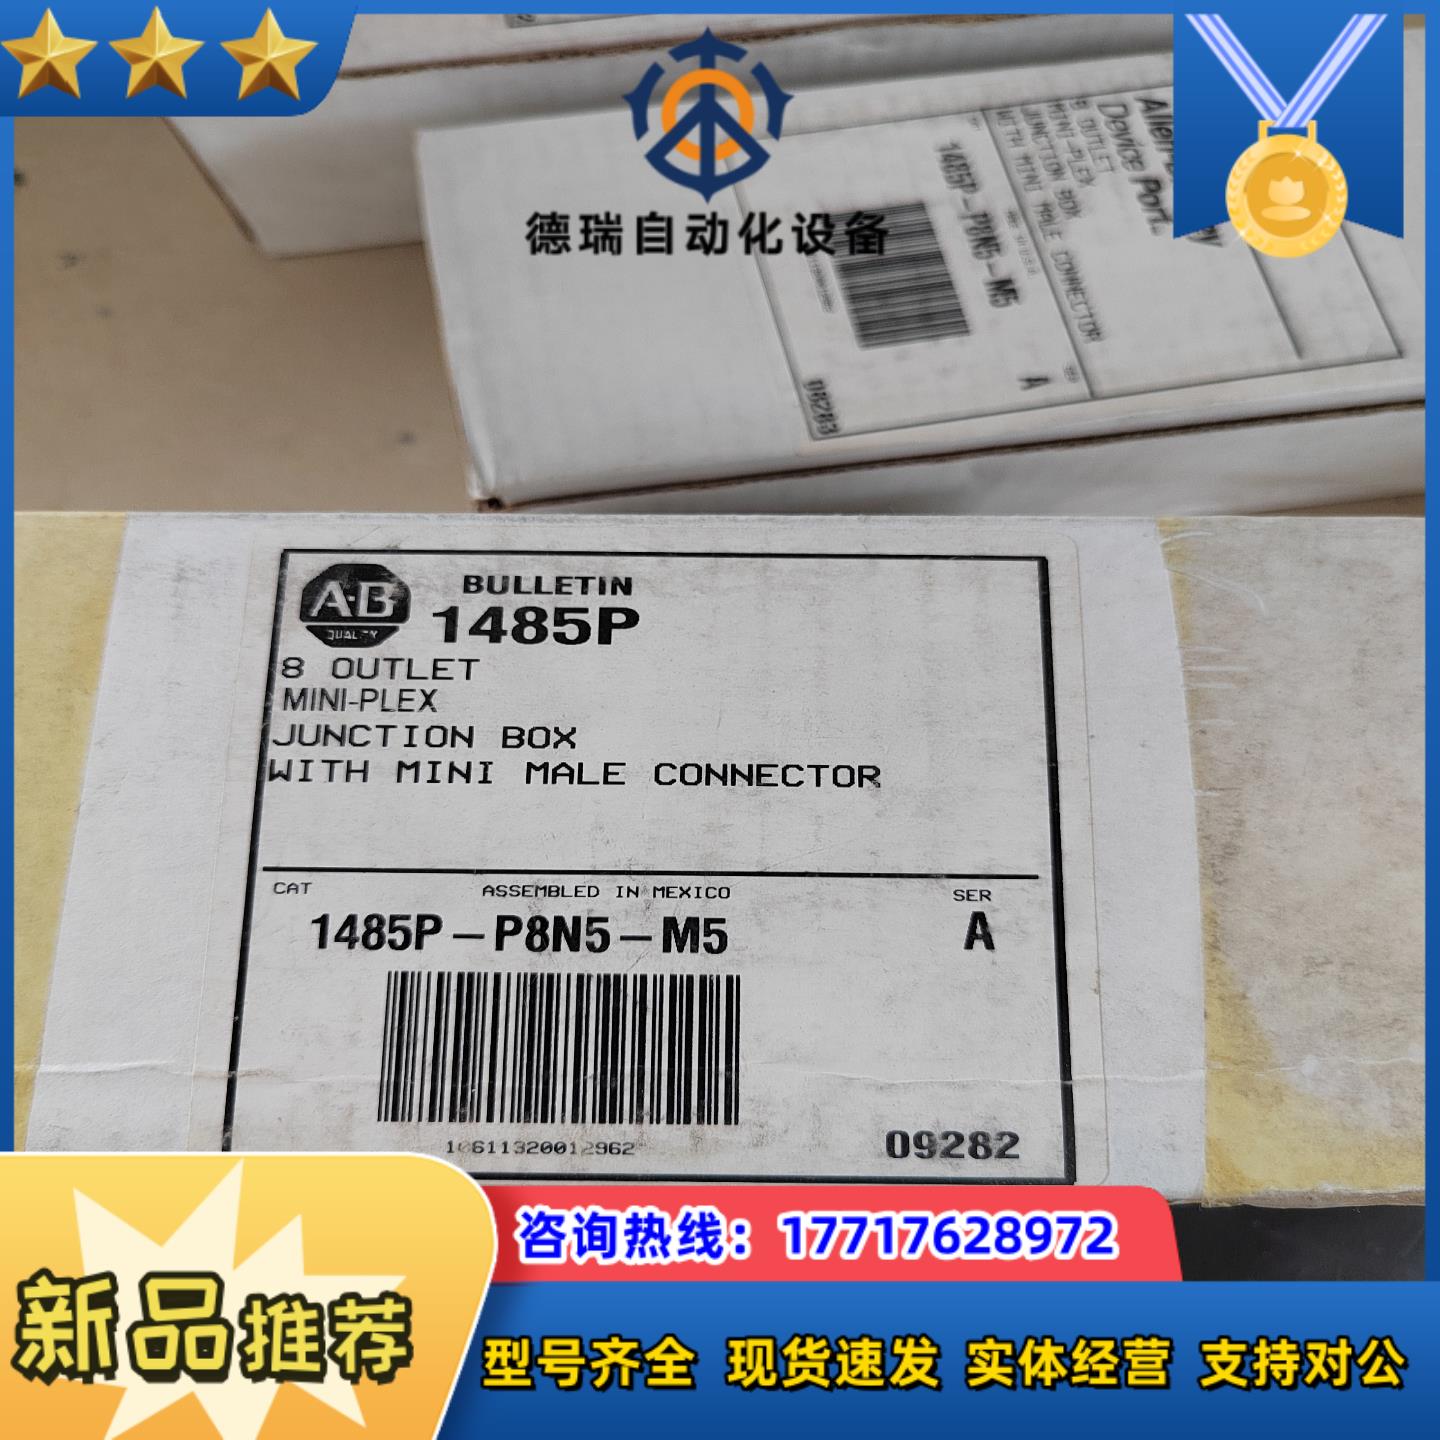 德瑞自动化设备
Device Port
8 OUTLET
MINI-PLEX
JUNCTION BOX
WITH MINI MALE CONNECTOR
1485P-P8N5-M5
A
A-B
QUALITY
BULLETIN
1485P
8 OUTLET
MINI-PLEX
JUNCTION BOX
WITH MINI MALE CONNECTOR
CAT
ASSEMBLED IN MEXICO
SER
1485P-P8N5-M5
A
09282
咨询热线：17717628972
新品推荐
型号齐全 现货速发 实体经营 支持对公